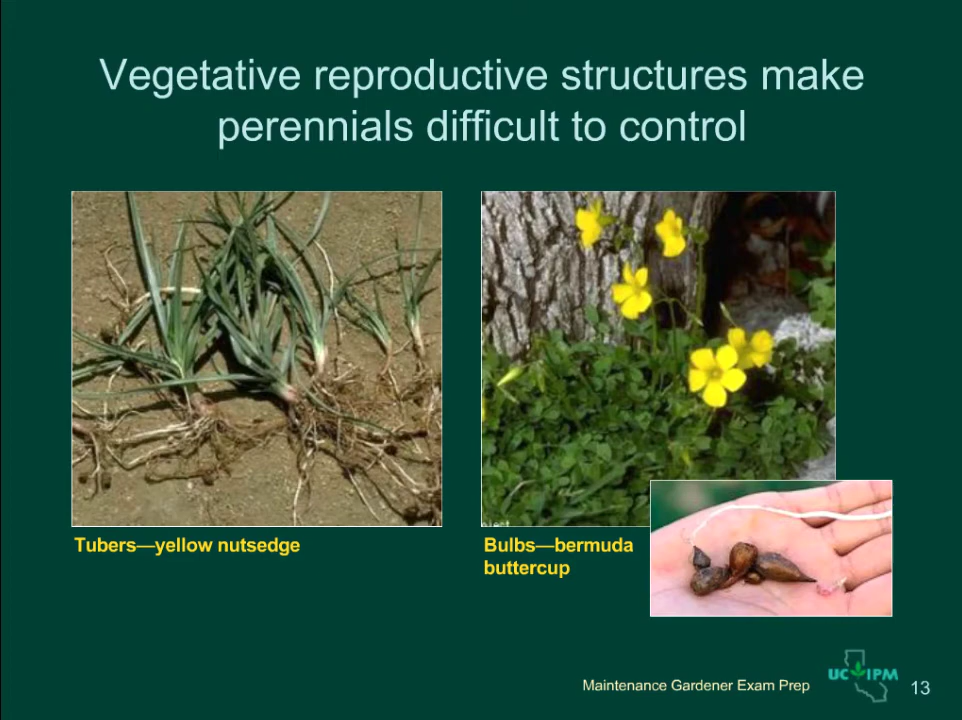 Vegetative reproductive structures make
perennials difficult to control
Tubers—yellow nutsedge
Bulbs—bermuda
buttercup
Maintenance Gardener Exam Prep
UC IPM
13